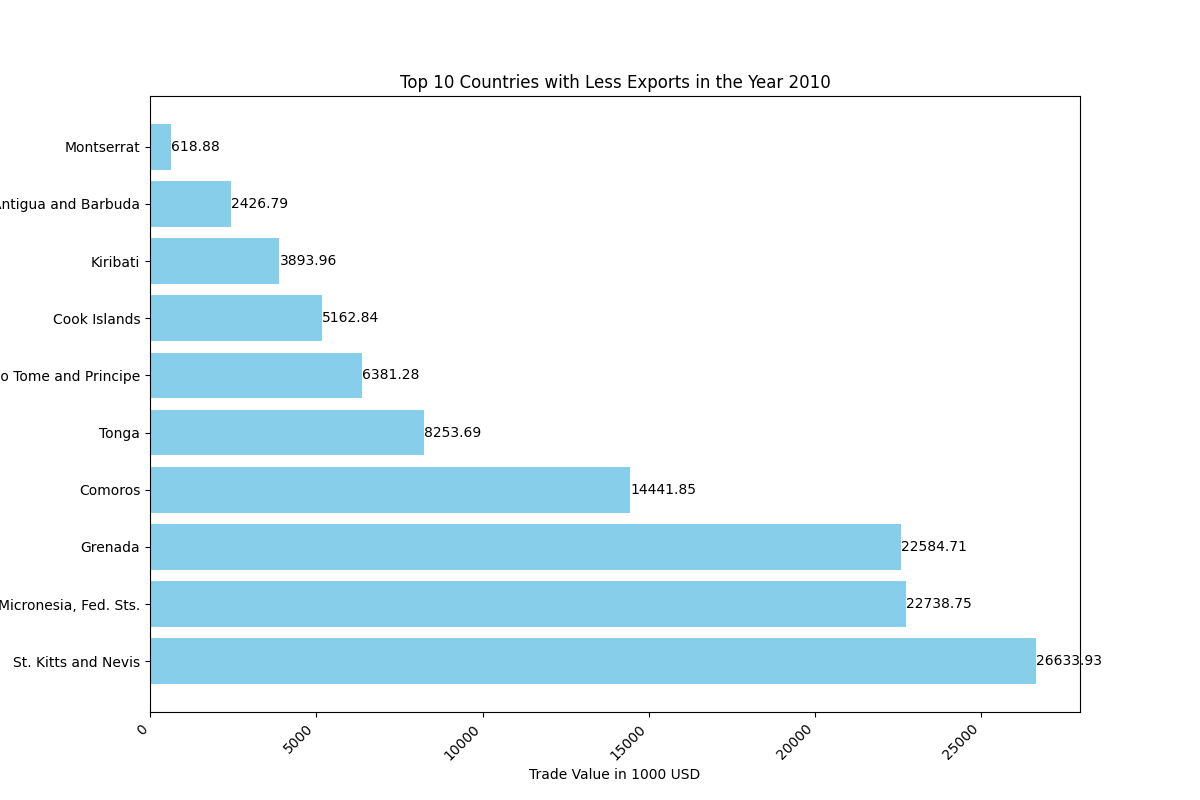 Top 10 Countries with Less Exports in the Year 2010
Montserrat 618.88
ntigua and Barbuda 2426.79
Kiribati 3893.96
Cook Islands 5162.84
o Tome and Principe 6381.28
Tonga 8253.69
Comoros 14441.85
Grenada 22584.71
Micronesia, Fed. Sts. 22738.75
St. Kitts and Nevis 26633.93
0 5000 10000 15000 20000 25000
Trade Value in 1000 USD